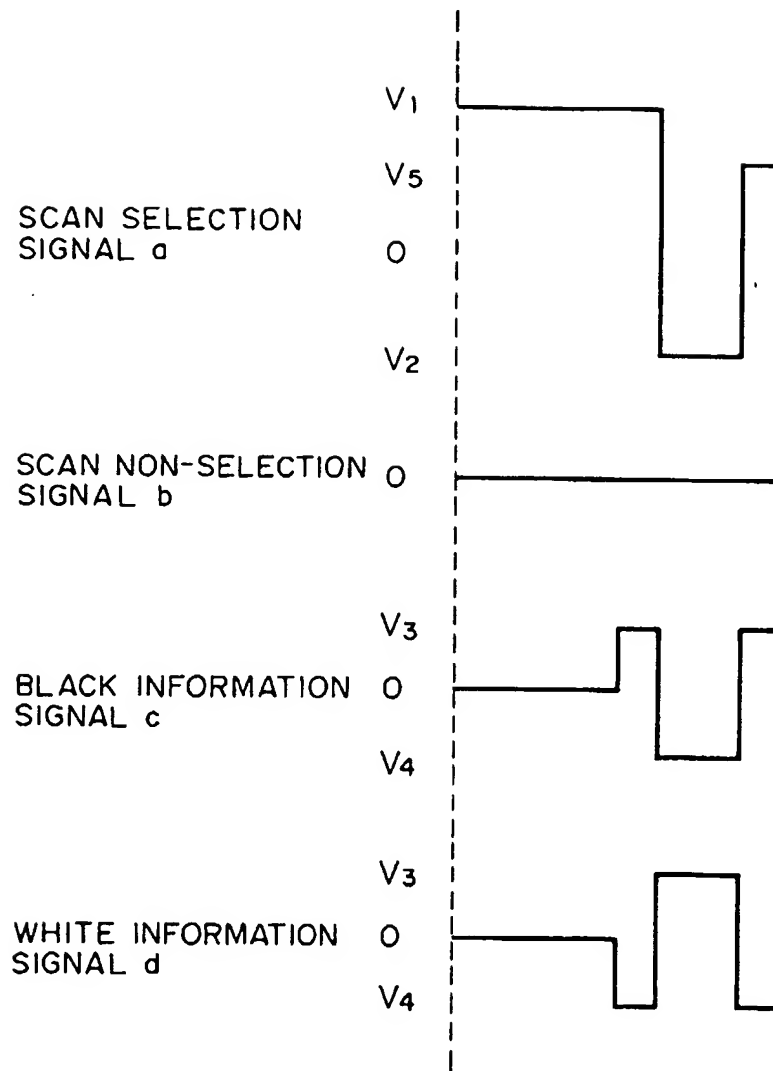 V1
V5
SCAN SELECTION
SIGNAL a
0
V2
SCAN NON-SELECTION
SIGNAL b
0
V3
BLACK INFORMATION
SIGNAL c
0
V4
V3
WHITE INFORMATION
SIGNAL d
0
V4